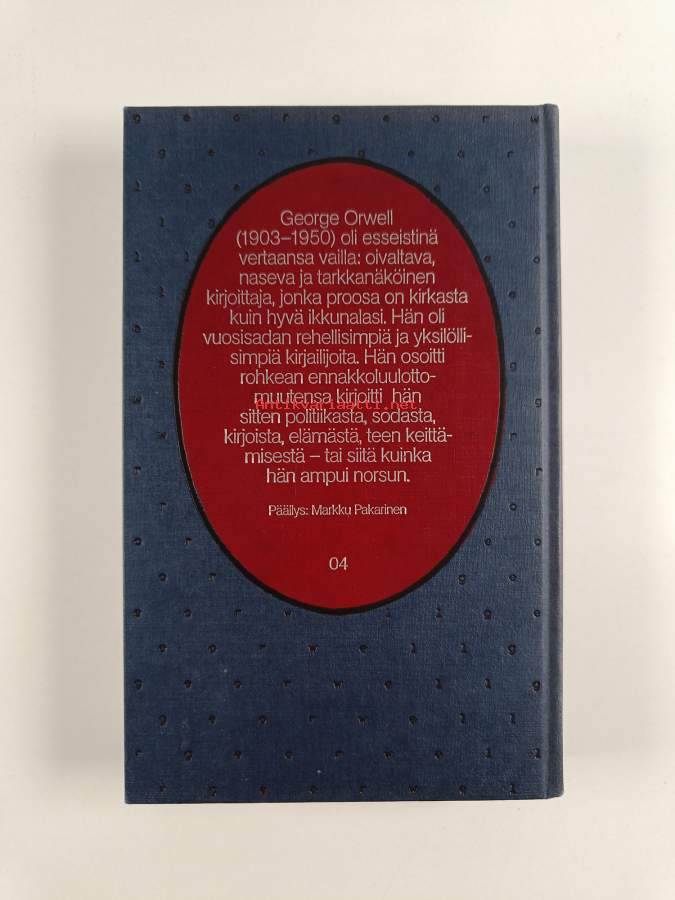 George Orwell
(1903–1950) oli esseistinä
vertaansa vailla: oivaltava,
naseva ja tarkkanäköinen
kirjoittaja, jonka proosa on kirkasta
kuin hyvä ikkunalasi. Hän oli
vuosisadan rehellisimpiä ja yksilölli-
simpiä kirjailijoita. Hän osoitti
rohkean ennakkoluulotto-
muutensa kirjoitti hän
Antikvariaatti.net
sitten politiikasta, sodasta,
kirjoista, elämästä, teen keittä-
misestä – tai siitä kuinka
hän ampui norsun.
Päällys: Markku Pakarinen
04